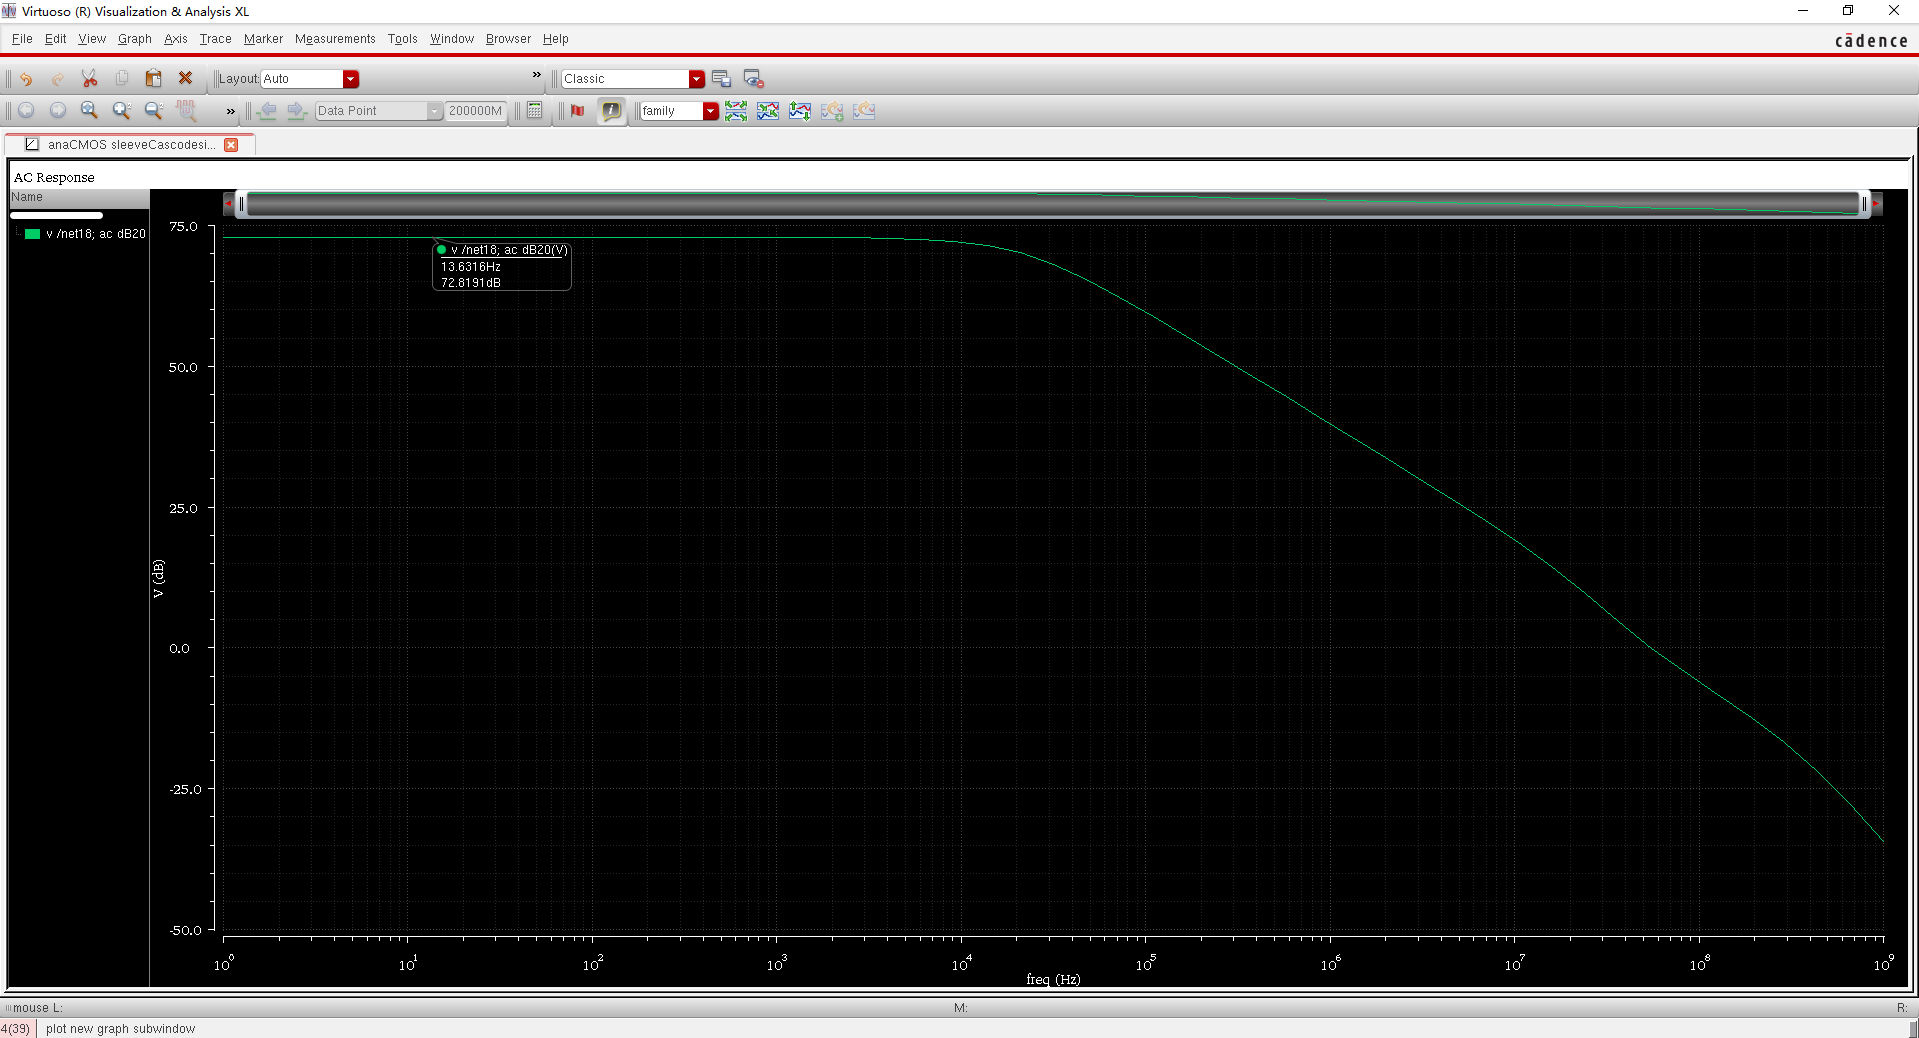 Virtuoso (R) Visualization & Analysis XL
File Edit View Graph Axis Trace Marker Measurements Tools Window Browser Help
cādence
Layout: Auto » Classic
» Data Point 200000M family
anaCMOS sleeveCascodesi...
AC Response
Name
v /net18; ac dB20
75.0
50.0
25.0
0.0
-25.0
-50.0
V (dB)
v /net18; ac dB20(V)
13.6316Hz
72.8191dB
10^0 10^1 10^2 10^3 10^4 10^5 10^6 10^7 10^8 10^9
freq (Hz)
mouse L: M: R:
4(39) plot new graph subwindow